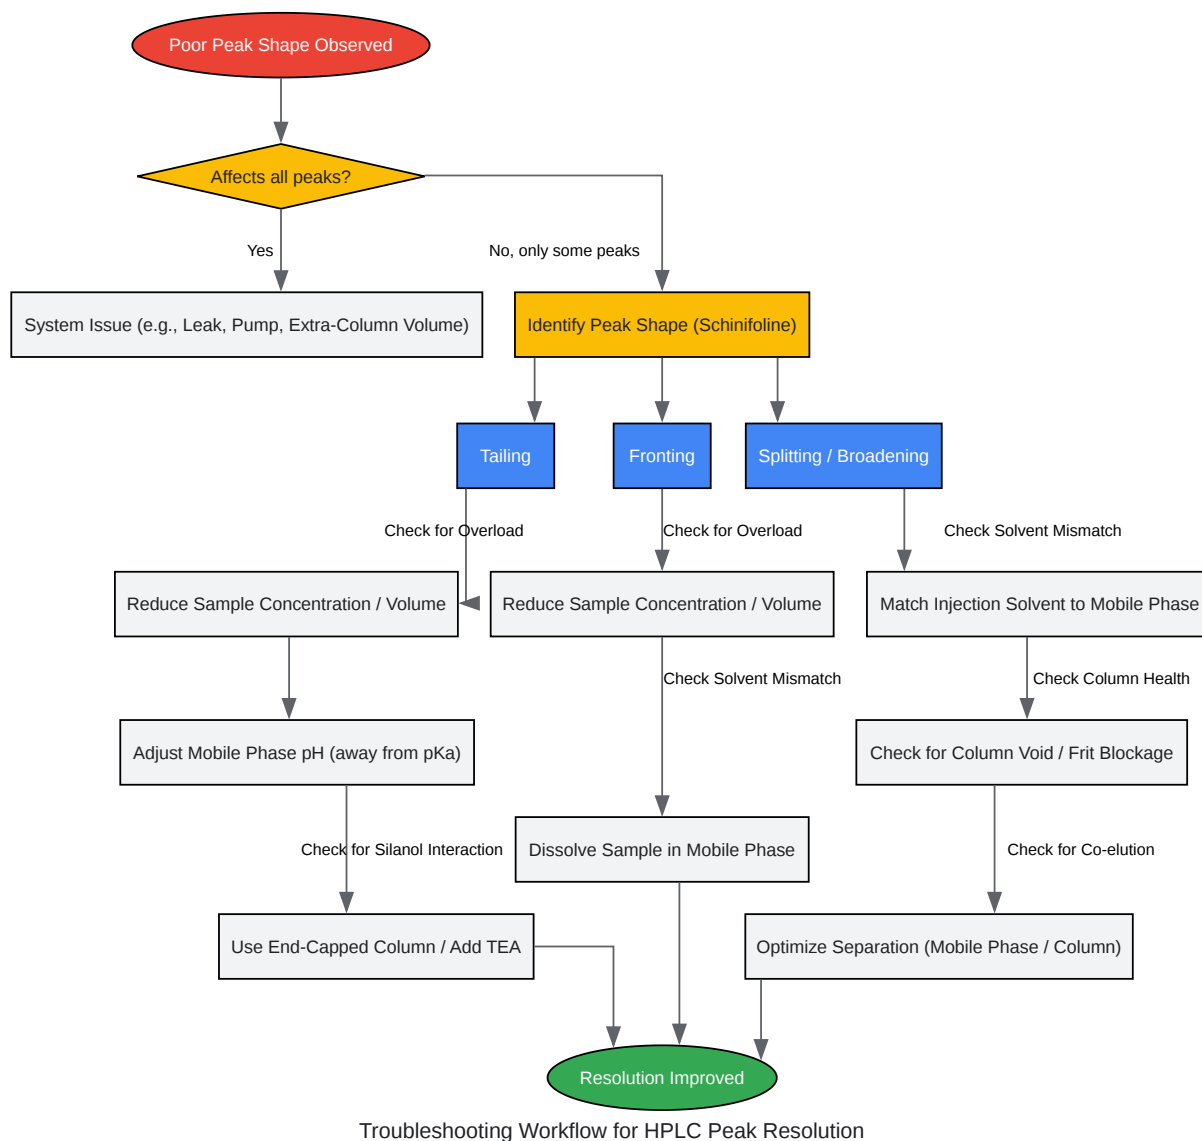 Poor Peak Shape Observed
Affects all peaks?
Yes
No, only some peaks
System Issue (e.g., Leak, Pump, Extra-Column Volume)
Identify Peak Shape (Schinifoline)
Tailing
Fronting
Splitting / Broadening
Check for Overload
Check for Overload
Check Solvent Mismatch
Reduce Sample Concentration / Volume
Reduce Sample Concentration / Volume
Match Injection Solvent to Mobile Phase
Check Solvent Mismatch
Check Column Health
Adjust Mobile Phase pH (away from pKa)
Check for Column Void / Frit Blockage
Check for Silanol Interaction
Dissolve Sample in Mobile Phase
Check for Co-elution
Use End-Capped Column / Add TEA
Optimize Separation (Mobile Phase / Column)
Resolution Improved
Troubleshooting Workflow for HPLC Peak Resolution